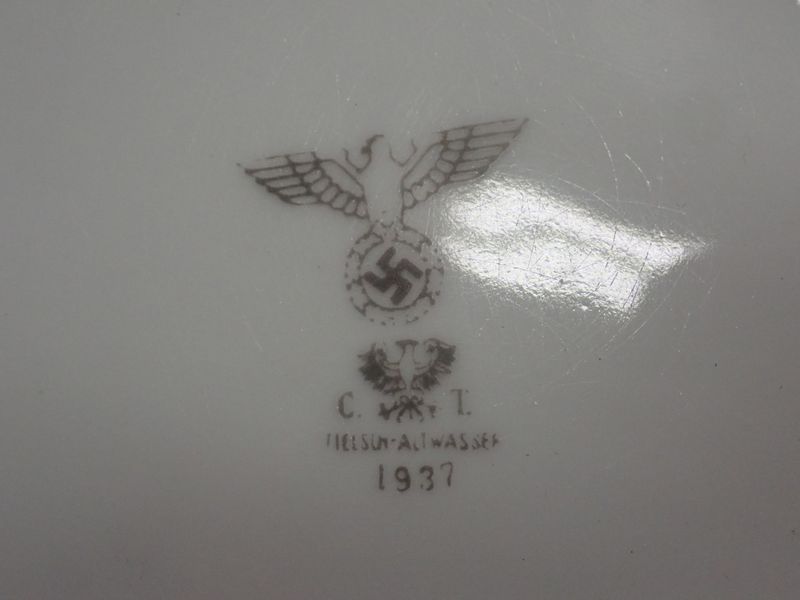 C. T.
TIELSCH-ALTWASSER
1937